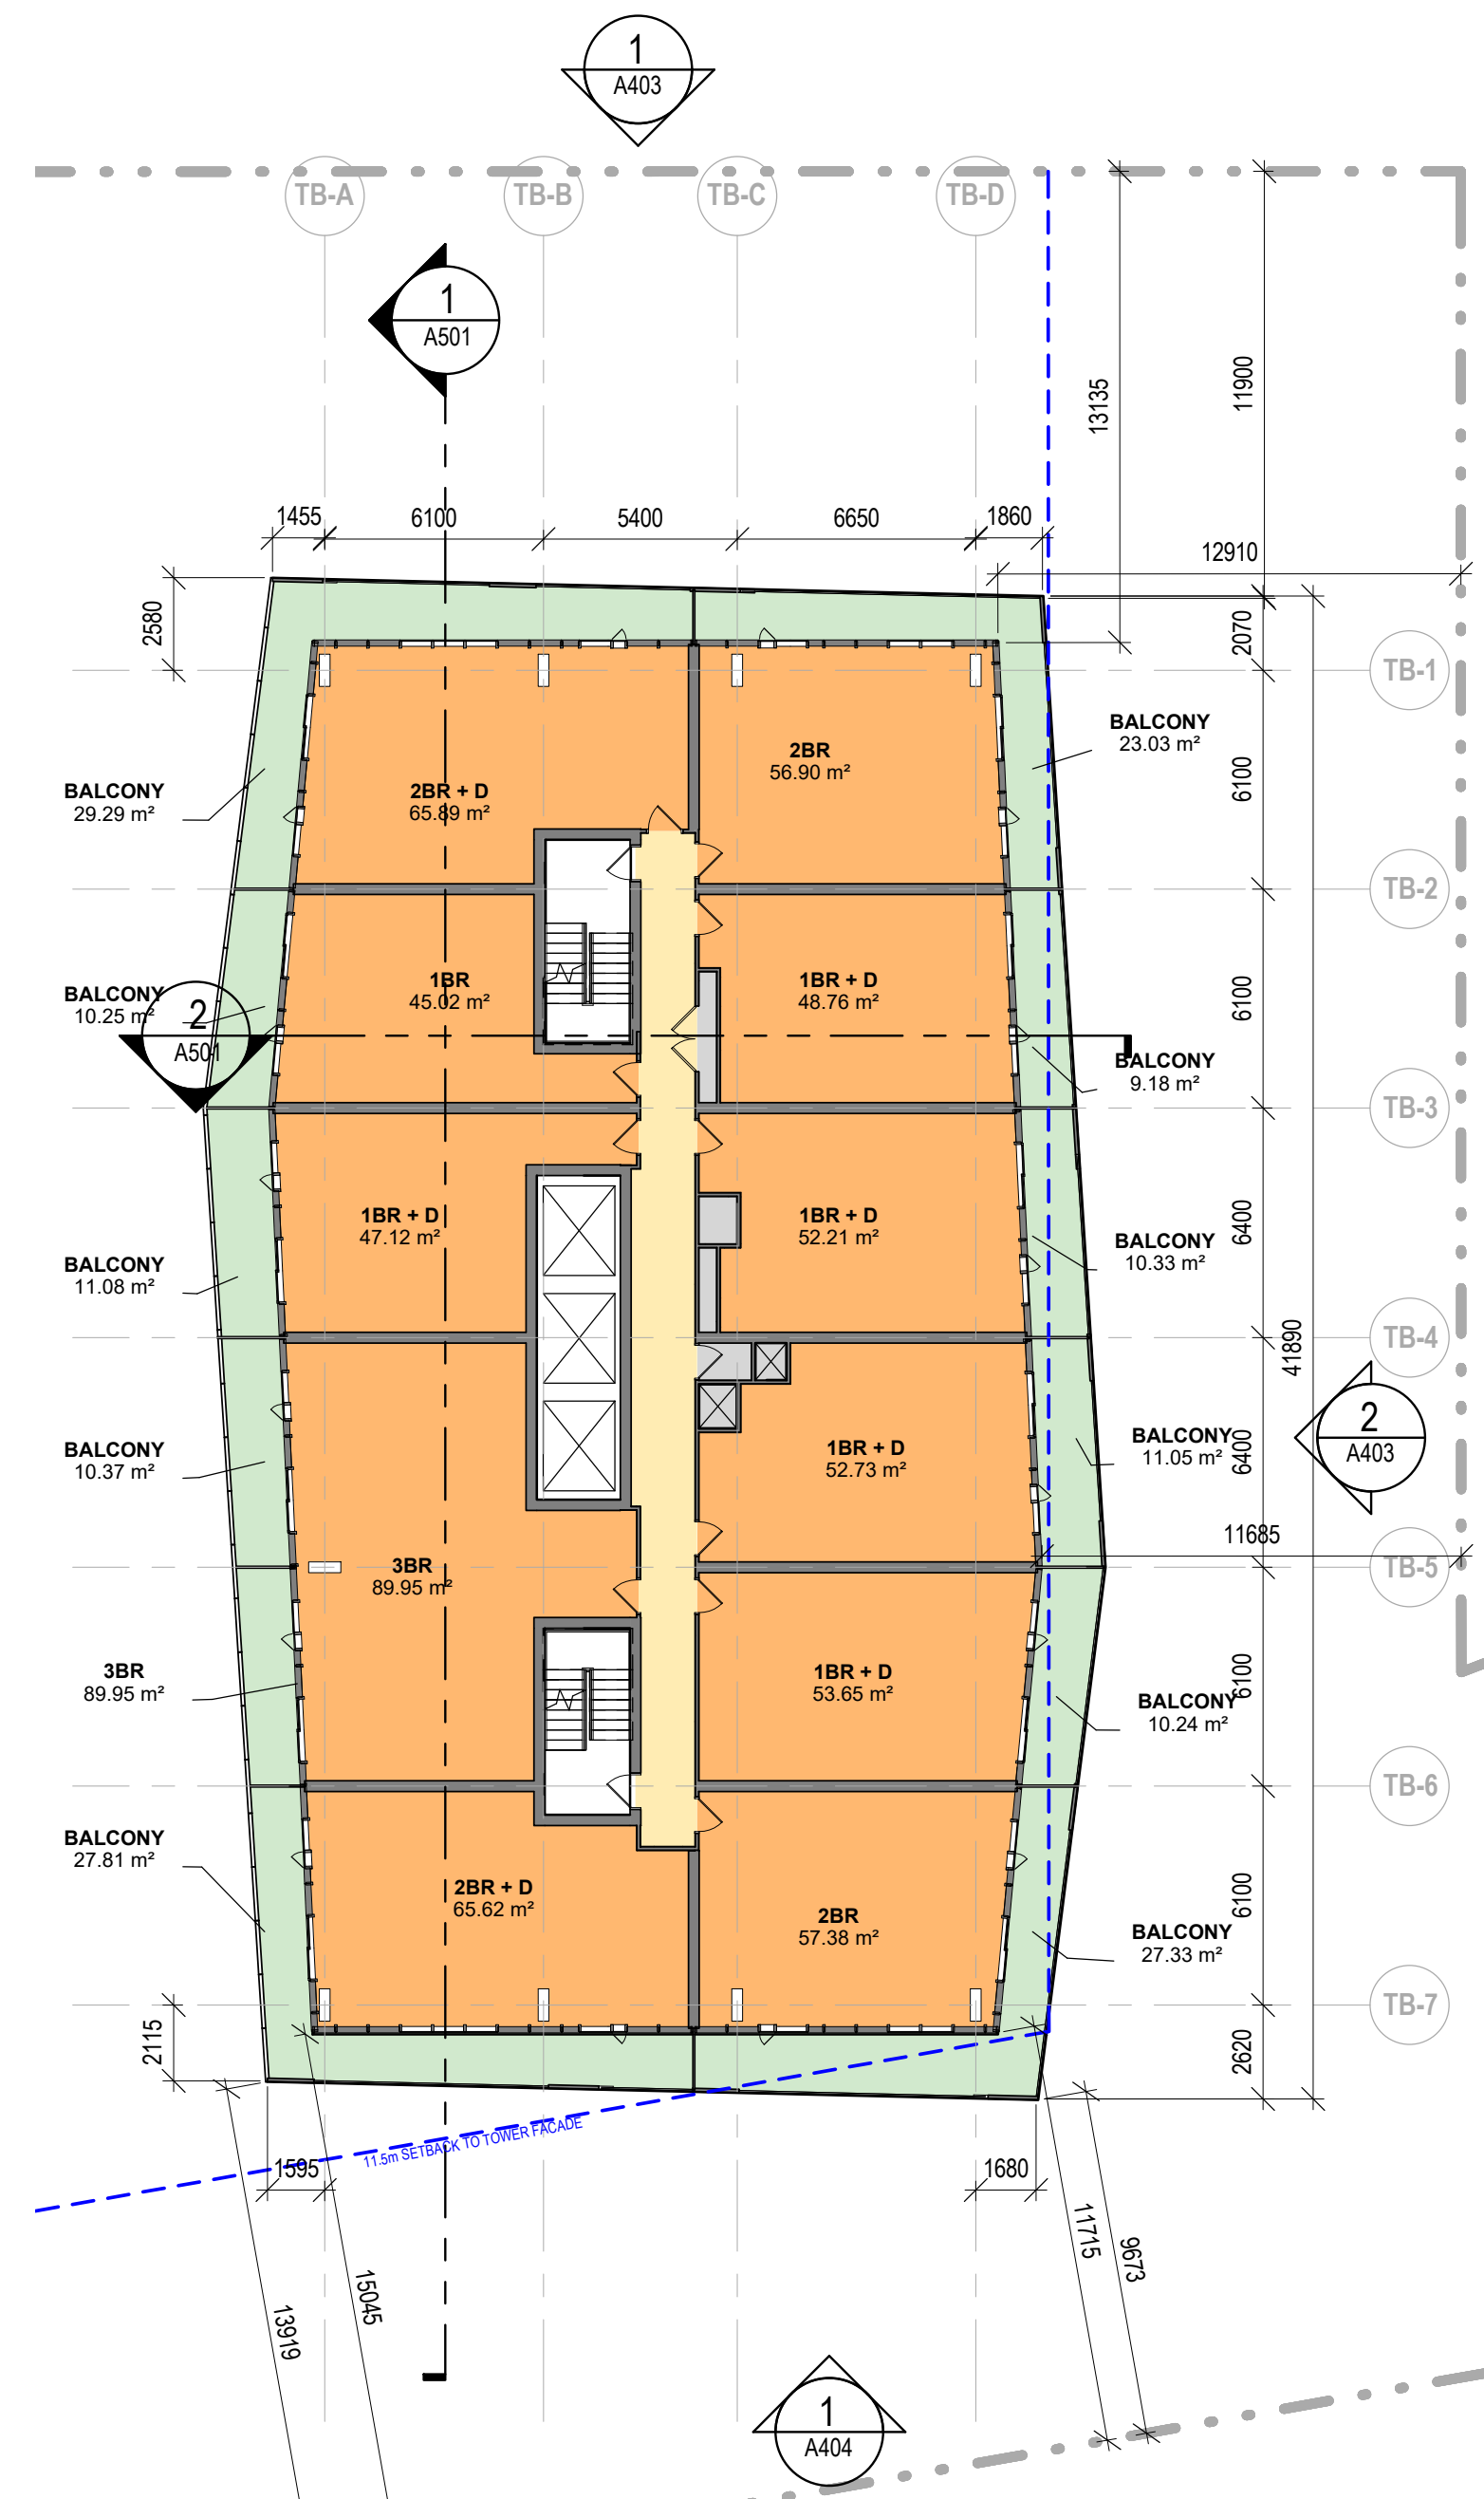 1
A403
TB-A
TB-B
TB-C
TB-D
1
A501
13135
11900
1455
6100
5400
6650
1860
12910
2580
2070
TB-1
BALCONY
23.03 m²
2BR
56.90 m²
6100
BALCONY
29.29 m²
2BR + D
65.89 m²
TB-2
BALCONY
10.25 m²
1BR
45.02 m²
1BR + D
48.76 m²
6100
2
A501
BALCONY
9.18 m²
TB-3
1BR + D
47.12 m²
1BR + D
52.21 m²
6400
BALCONY
10.33 m²
BALCONY
11.08 m²
TB-4
41890
2
A403
BALCONY
10.37 m²
1BR + D
52.73 m²
BALCONY
11.05 m²
6400
11685
TB-5
3BR
89.95 m²
3BR
89.95 m²
1BR + D
53.65 m²
6100
BALCONY
10.24 m²
TB-6
BALCONY
27.81 m²
2BR + D
65.62 m²
2BR
57.38 m²
6100
BALCONY
27.33 m²
TB-7
2115
2620
11.5m SETBACK TO TOWER FACADE
1595
1680
11715
9673
15045
13919
1
A404